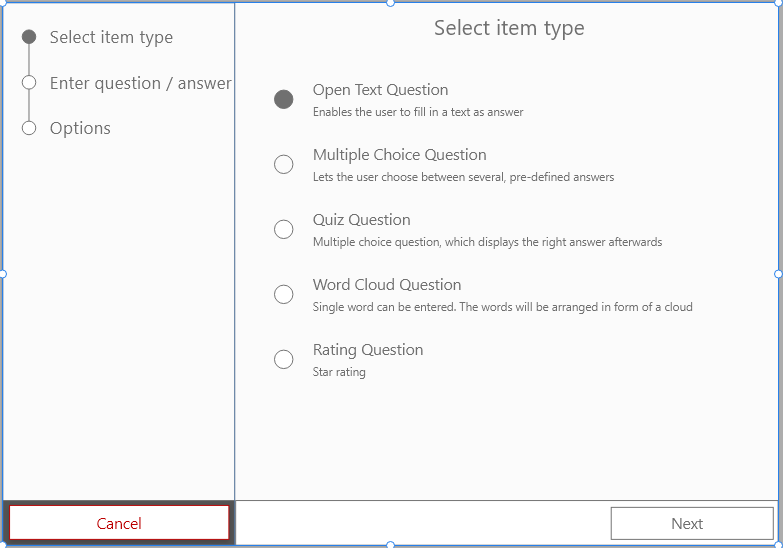 Select item type
Enter question / answer
Options
Select item type
Open Text Question
Enables the user to fill in a text as answer
Multiple Choice Question
Lets the user choose between several, pre-defined answers
Quiz Question
Multiple choice question, which displays the right answer afterwards
Word Cloud Question
Single word can be entered. The words will be arranged in form of a cloud
Rating Question
Star rating
Cancel
Next